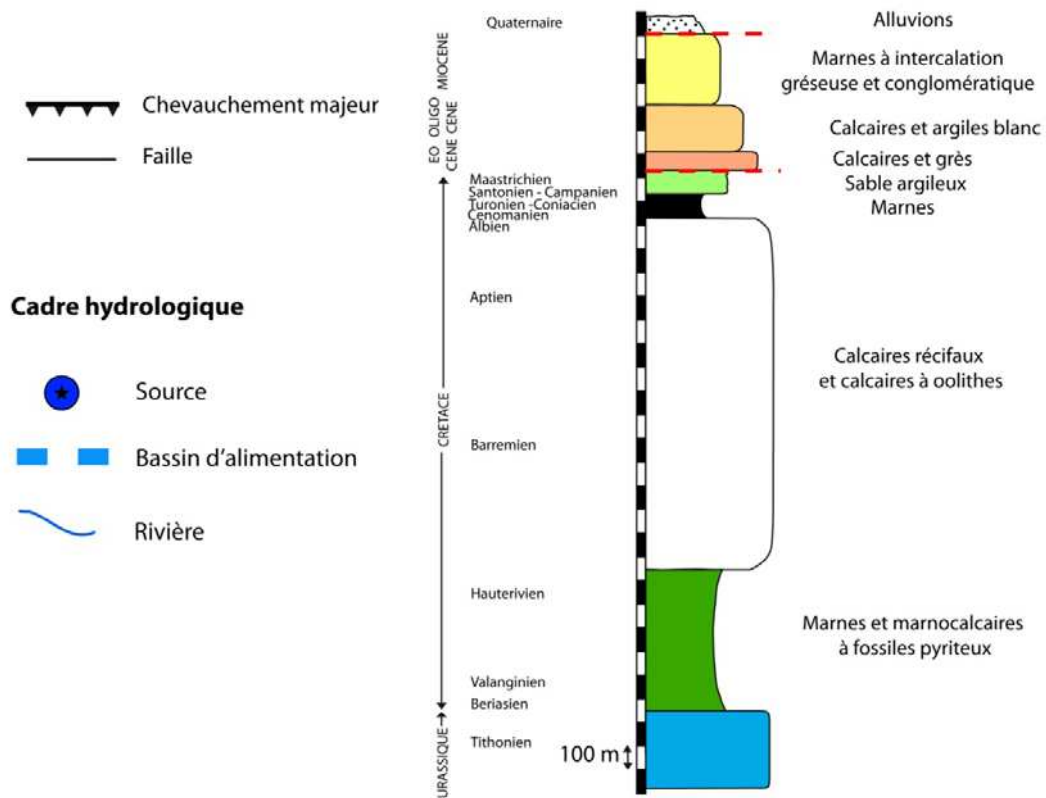 Chevauchement majeur
Faille
Cadre hydrologique
Source
Bassin d'alimentation
Rivière
EO OLIGO MIOCENE
CENE CENE
CRETACE
URASSIQUE
Quaternaire
Maastrichien
Santonien - Campanien
Turonien -Coniacien
Cenomanien
Albien
Aptien
Barremien
Hauterivien
Valanginien
Beriasien
Tithonien
100 m
Alluvions
Marnes à intercalation
gréseuse et conglomératique
Calcaires et argiles blanc
Calcaires et grès
Sable argileux
Marnes
Calcaires récifaux
et calcaires à oolithes
Marnes et marnocalcaires
à fossiles pyriteux